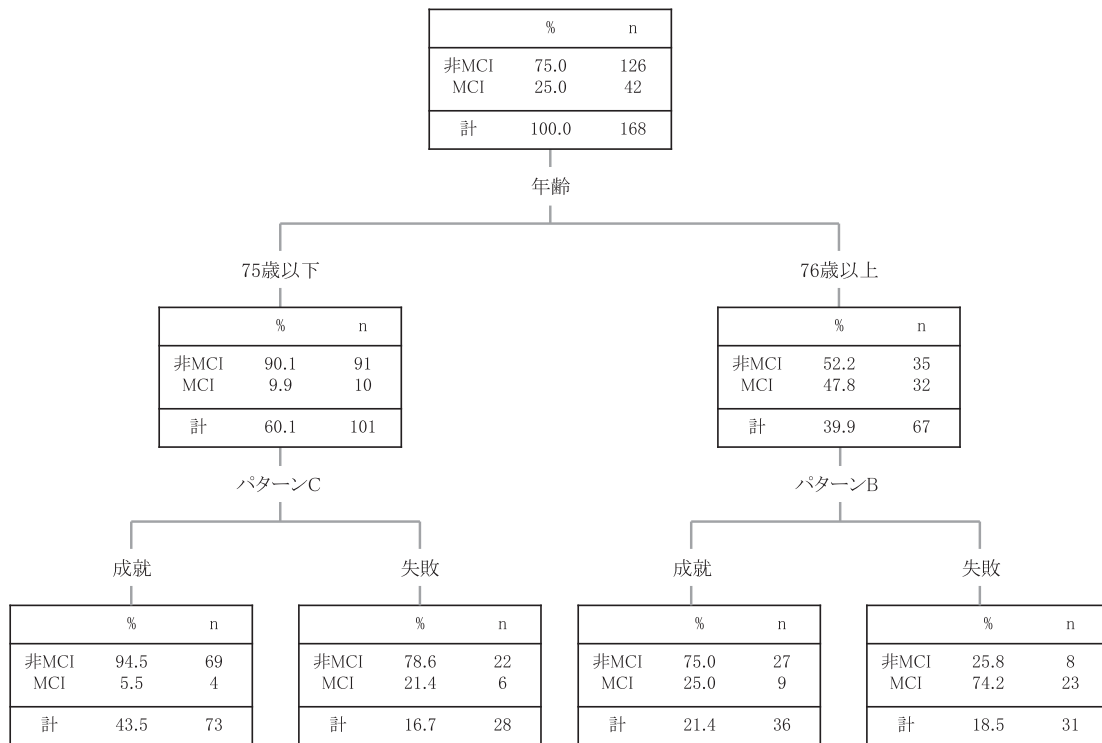 % n
非MCI 75.0 126
MCI 25.0 42
計 100.0 168
年齢
75歳以下 76歳以上
% n
非MCI 90.1 91
MCI 9.9 10
計 60.1 101
% n
非MCI 52.2 35
MCI 47.8 32
計 39.9 67
パターンC パターンB
成就 失敗 成就 失敗
% n
非MCI 94.5 69
MCI 5.5 4
計 43.5 73
% n
非MCI 78.6 22
MCI 21.4 6
計 16.7 28
% n
非MCI 75.0 27
MCI 25.0 9
計 21.4 36
% n
非MCI 25.8 8
MCI 74.2 23
計 18.5 31